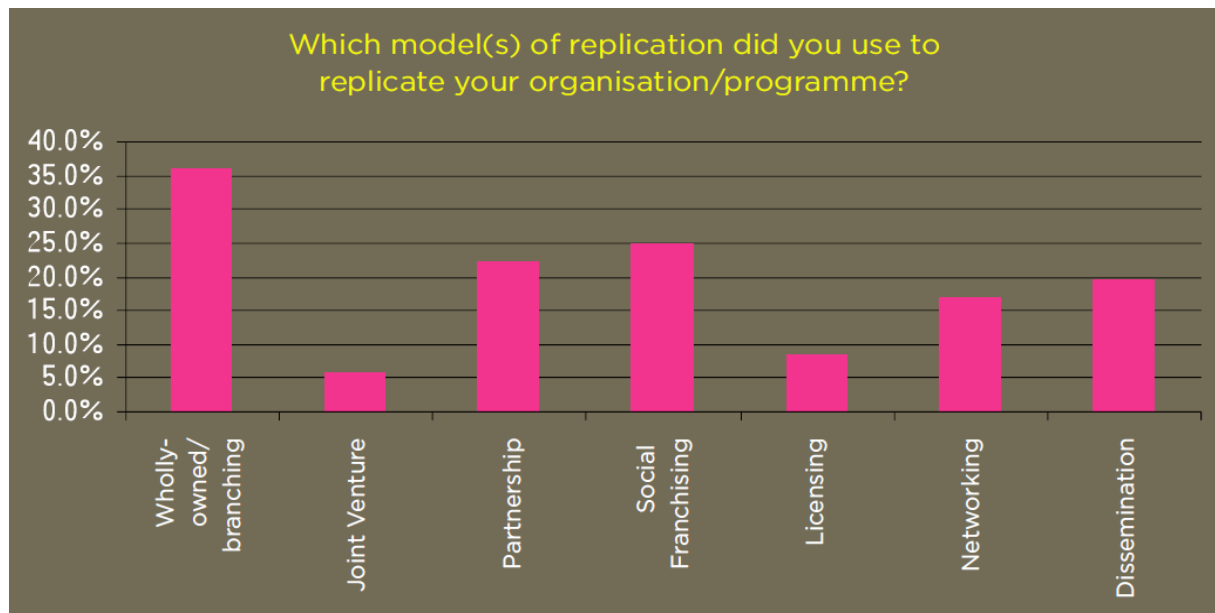 Which model(s) of replication did you use to
replicate your organisation/programme?
40.0%
35.0%
30.0%
25.0%
20.0%
15.0%
10.0%
5.0%
0.0%
Wholly-
owned/
branching
Joint Venture
Partnership
Social
Franchising
Licensing
Networking
Dissemination